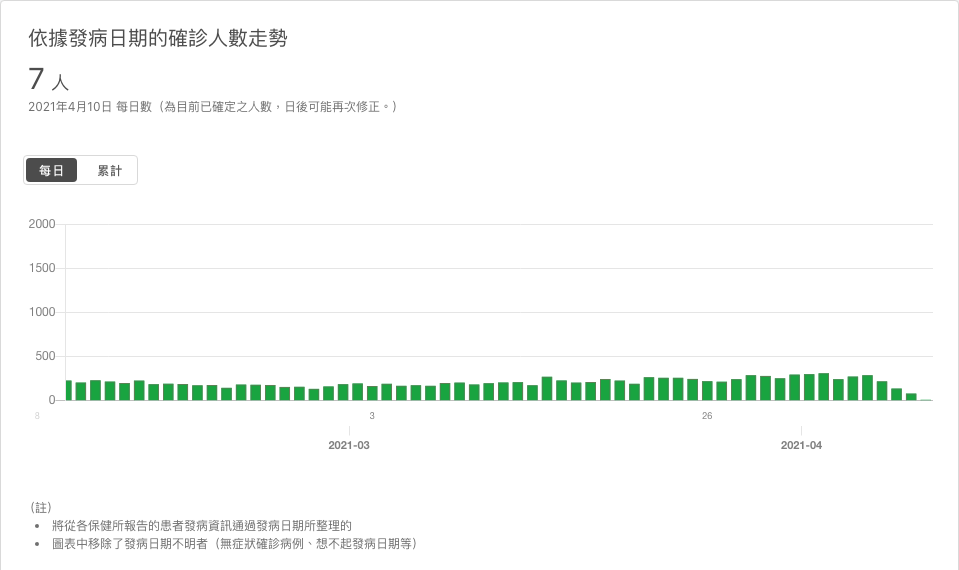 依據發病日期的確診人數走勢
7 人
2021年4月10日 每日數（為目前已確定之人數，日後可能再次修正。）
每日 累計
2000
1500
1000
500
0
8 3 26
2021-03 2021-04
（註）
• 將從各保健所報告的患者發病資訊通過發病日期所整理的
• 圖表中移除了發病日期不明者（無症狀確診病例、想不起發病日期等）